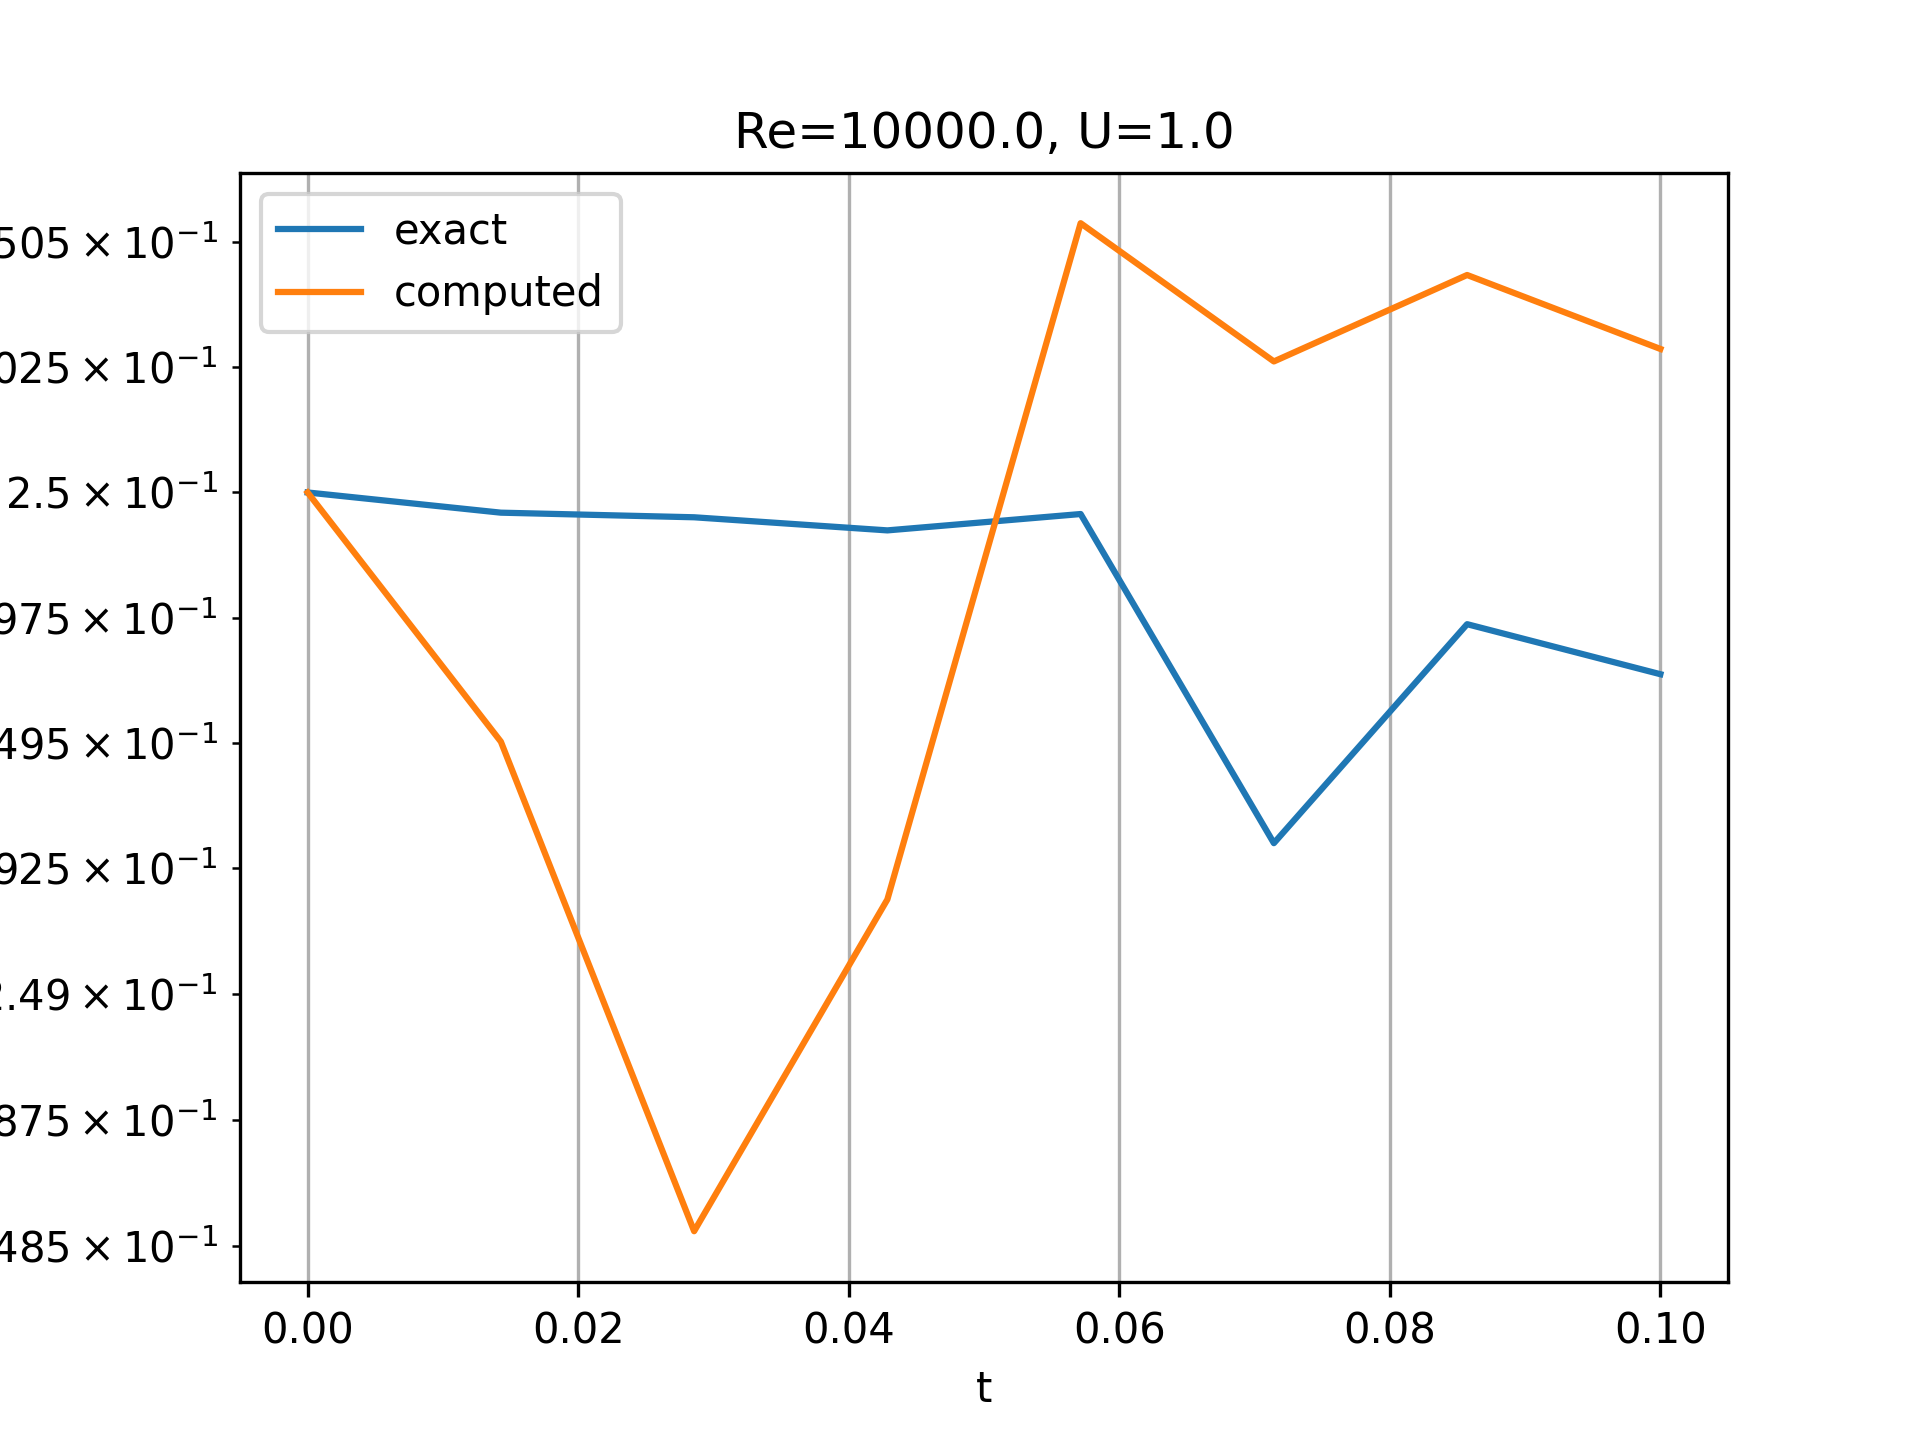 Re=10000.0, U=1.0
exact
computed
505 × 10⁻¹
025 × 10⁻¹
2.5 × 10⁻¹
975 × 10⁻¹
495 × 10⁻¹
925 × 10⁻¹
2.49 × 10⁻¹
875 × 10⁻¹
485 × 10⁻¹
0.00 0.02 0.04 0.06 0.08 0.10
t